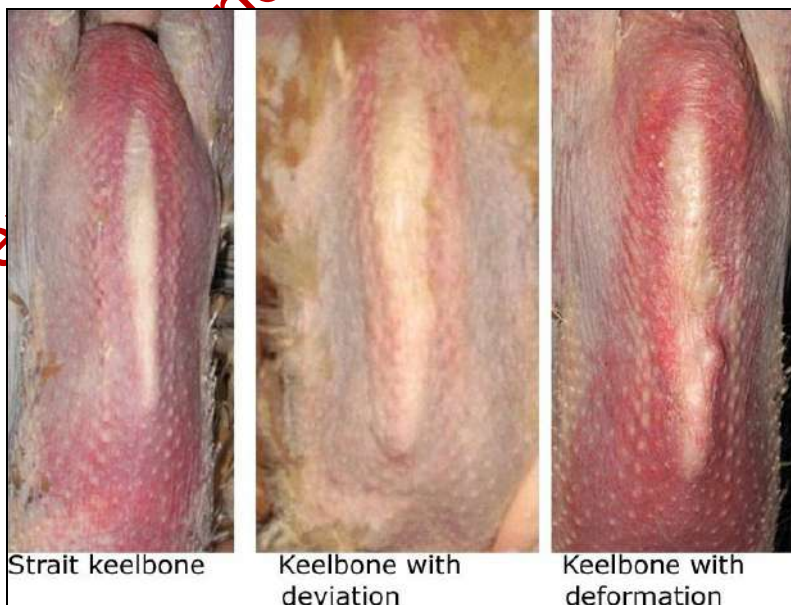 Strait keelbone
Keelbone with
deviation
Keelbone with
deformation